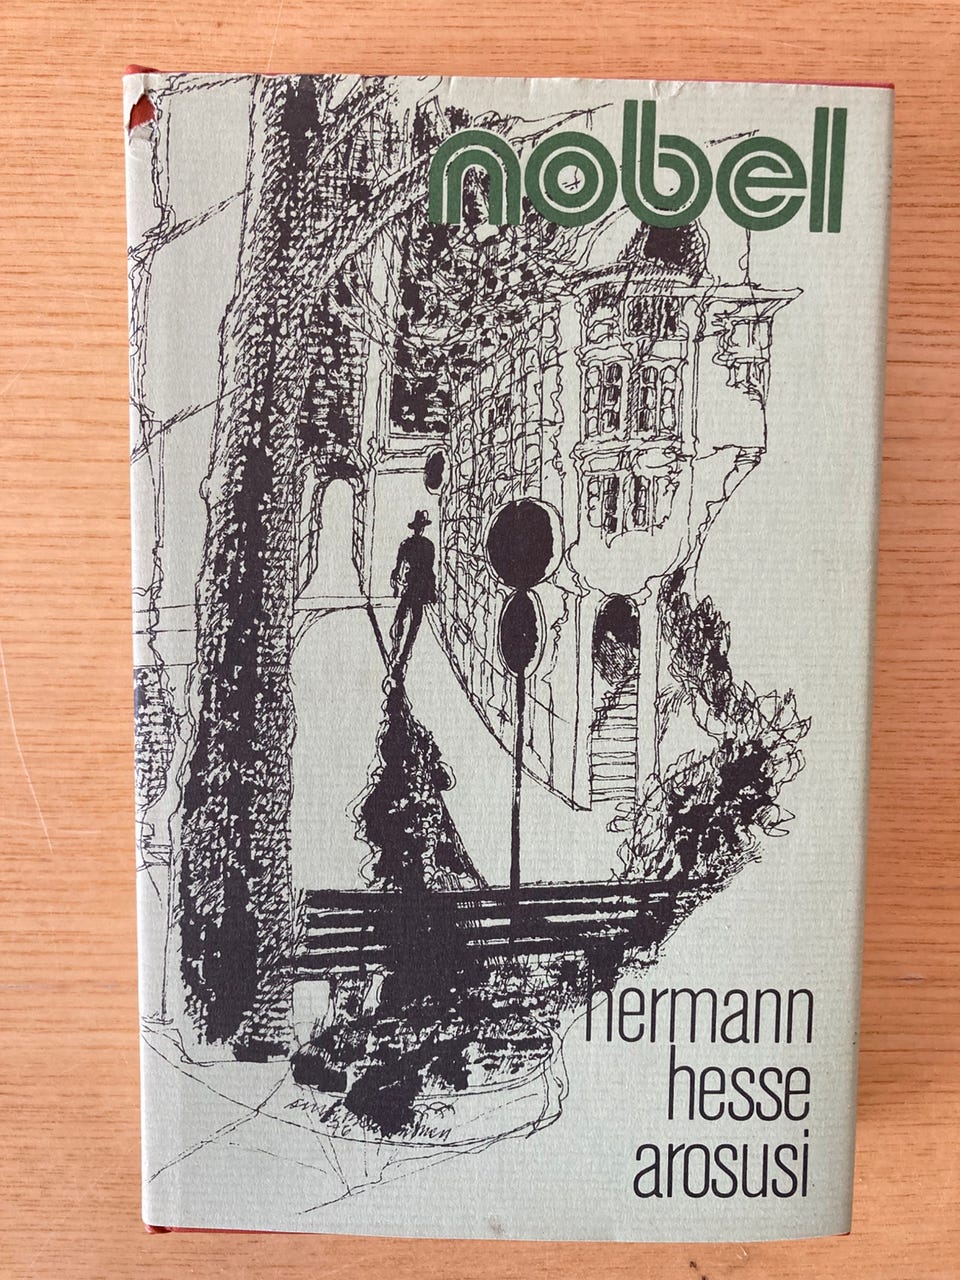 nobel
hermann
hesse
arosusi